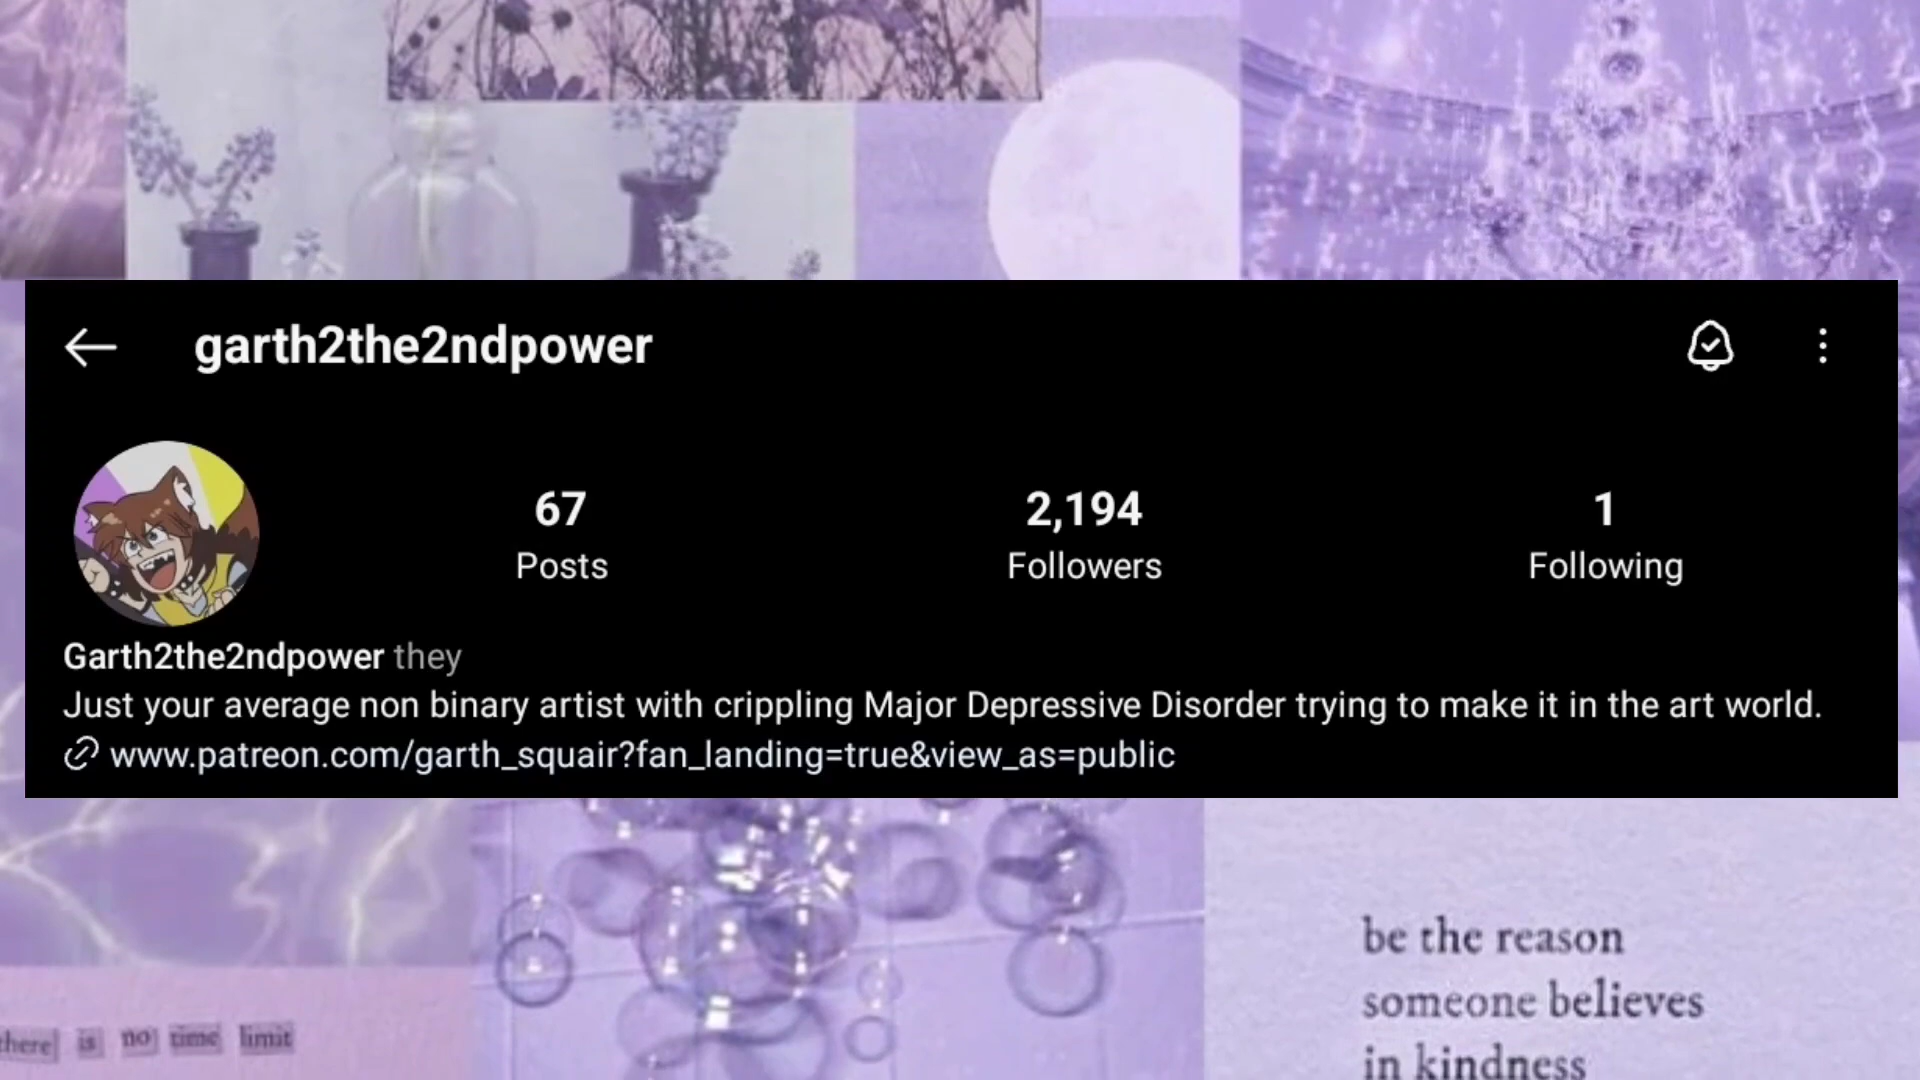 garth2the2ndpower
67
Posts
2,194
Followers
1
Following
Garth2the2ndpower they
Just your average non binary artist with crippling Major Depressive Disorder trying to make it in the art world.
www.patreon.com/garth_squair?fan_landing=true&view_as=public
be the reason
someone believes
in kindness
there is no time limit